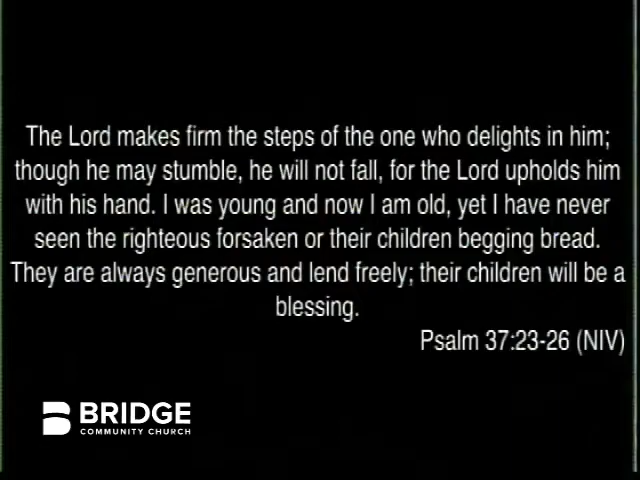 The Lord makes firm the steps of the one who delights in him;
though he may stumble, he will not fall, for the Lord upholds him
with his hand. I was young and now I am old, yet I have never
seen the righteous forsaken or their children begging bread.
They are always generous and lend freely; their children will be a
blessing.
Psalm 37:23-26 (NIV)
BRIDGE
COMMUNITY CHURCH